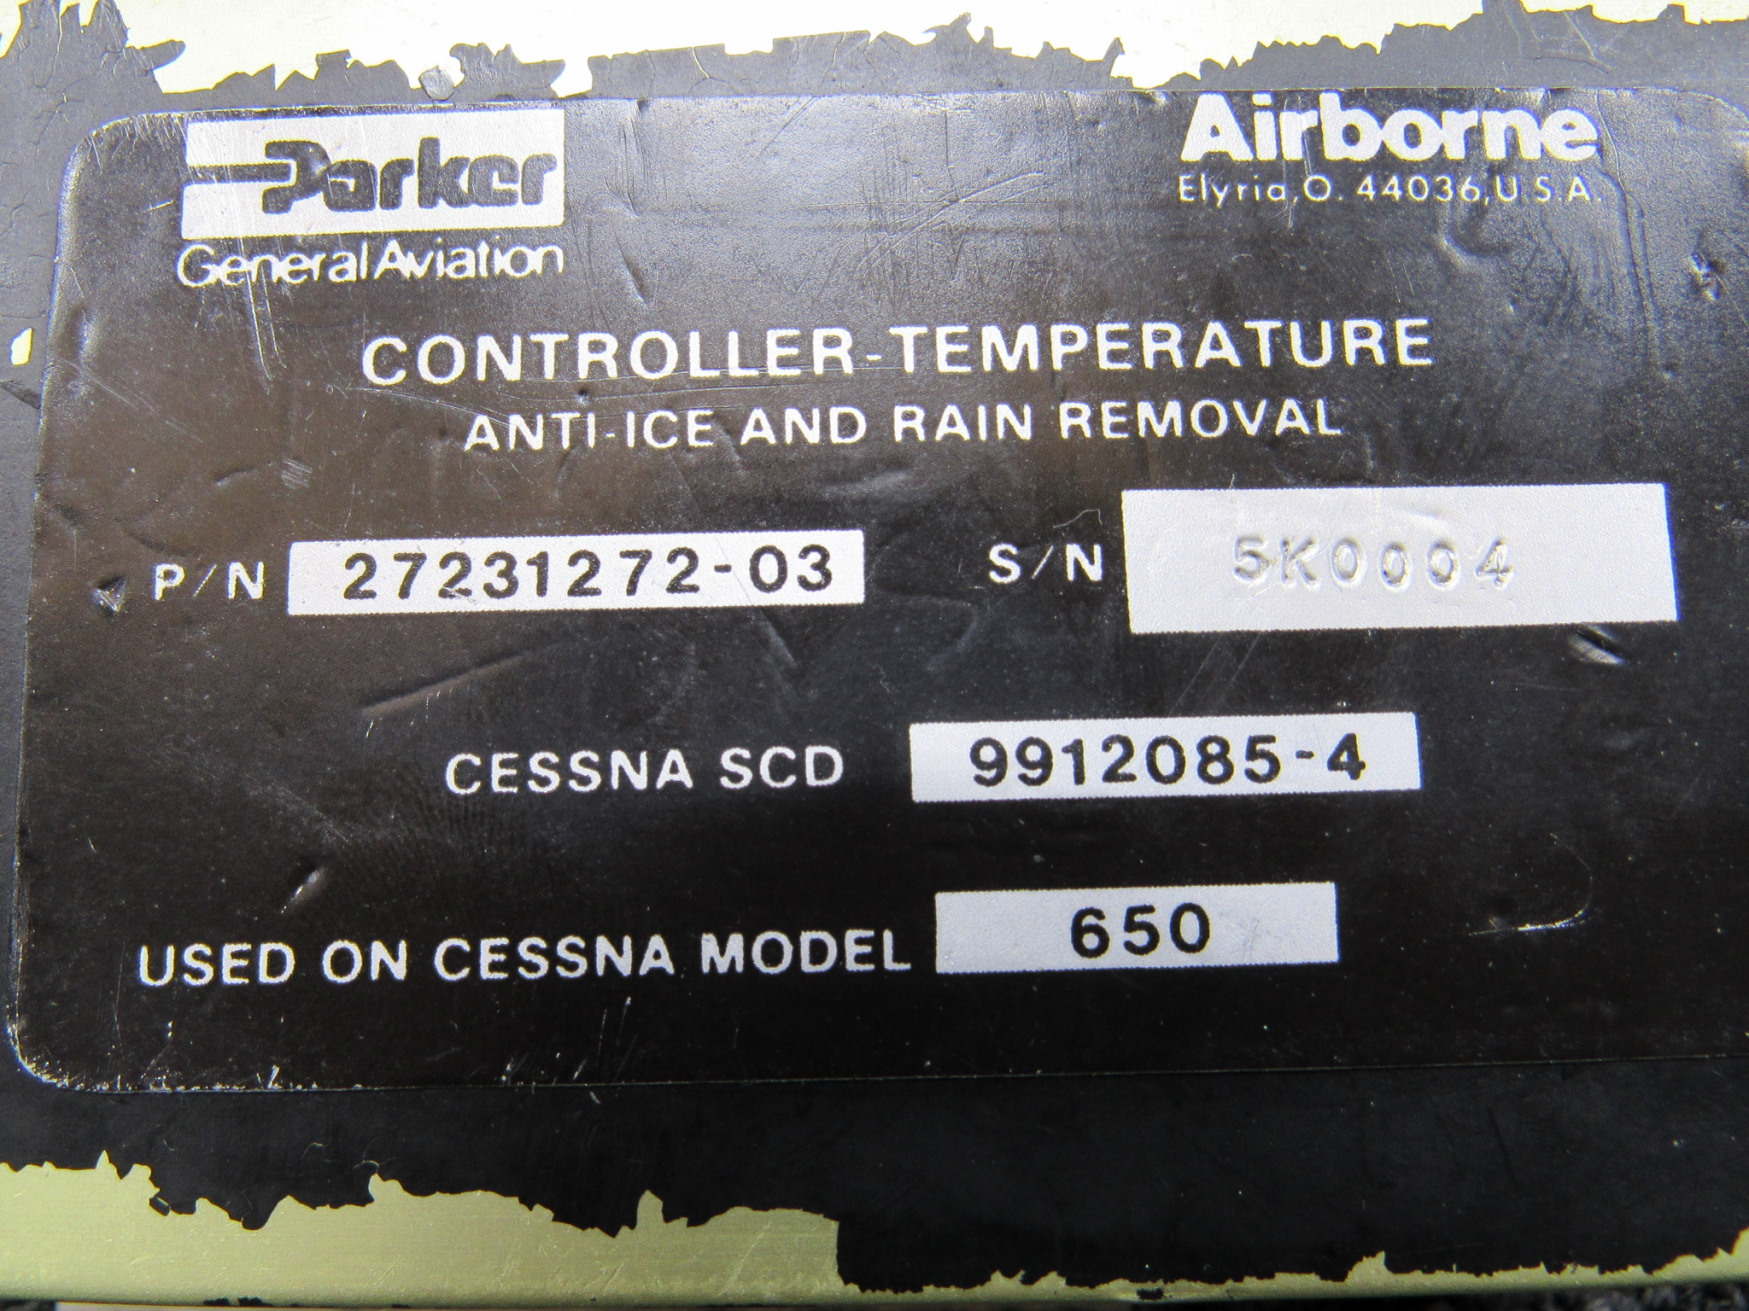 Parker
General Aviation
Airborne
Elyria, O. 44036, U.S.A.
CONTROLLER-TEMPERATURE
ANTI-ICE AND RAIN REMOVAL
P/N 27231272-03 S/N 5K0004
CESSNA SCD 9912085-4
USED ON CESSNA MODEL 650